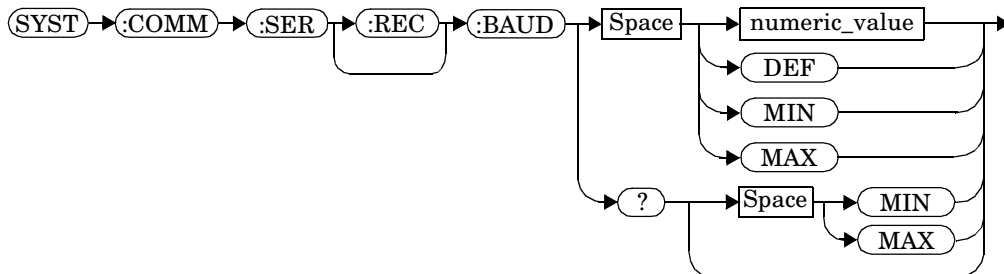 SYST :COMM :SER :REC :BAUD Space numeric_value
DEF
MIN
MAX
? Space MIN
MAX